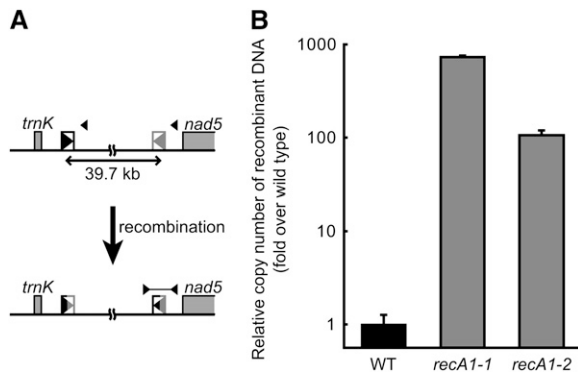 A
trnK
nad5
39.7 kb
recombination
trnK
nad5
B
Relative copy number of recombinant DNA
(fold over wild type)
1000
100
10
1
WT
recA1-1
recA1-2